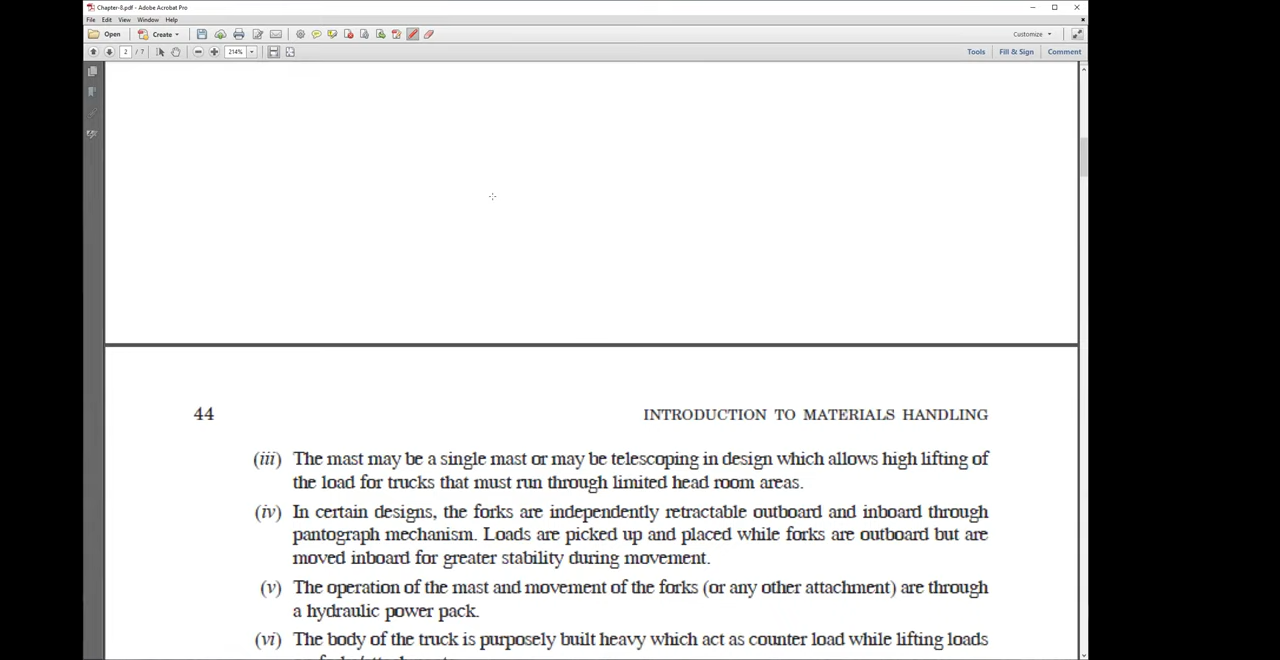 Chapter-8.pdf - Adobe Acrobat Pro
File Edit View Window Help
Open Create Customize
2 / 7 214% Tools Fill & Sign Comment
44 INTRODUCTION TO MATERIALS HANDLING
(iii) The mast may be a single mast or may be telescoping in design which allows high lifting of
the load for trucks that must run through limited head room areas.
(iv) In certain designs, the forks are independently retractable outboard and inboard through
pantograph mechanism. Loads are picked up and placed while forks are outboard but are
moved inboard for greater stability during movement.
(v) The operation of the mast and movement of the forks (or any other attachment) are through
a hydraulic power pack.
(vi) The body of the truck is purposely built heavy which act as counter load while lifting loads